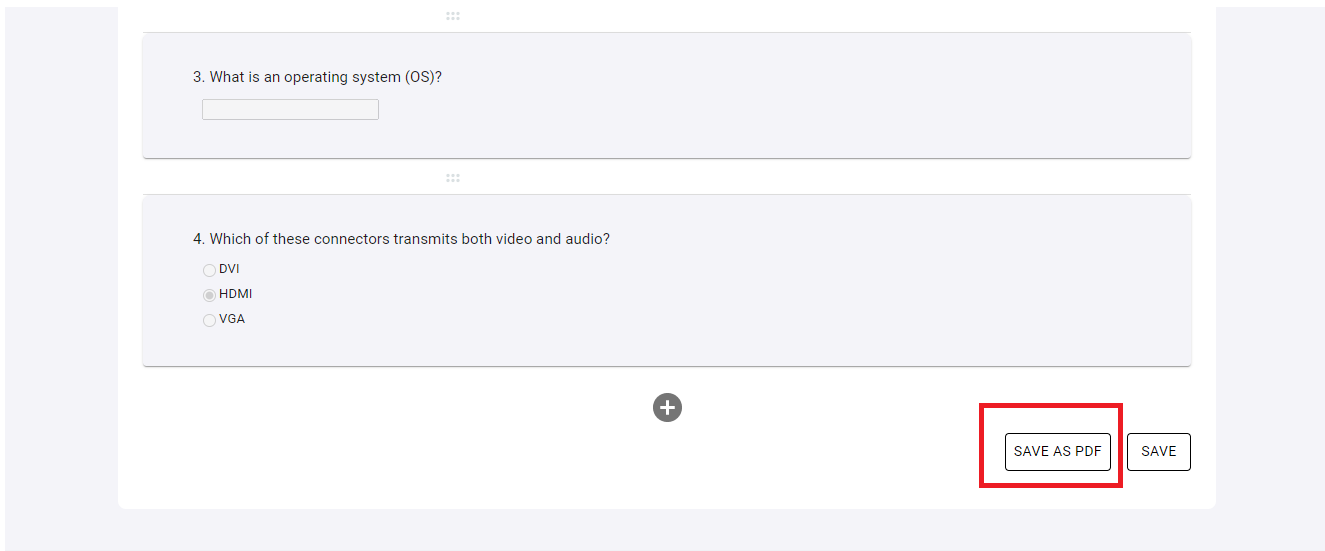 3. What is an operating system (OS)?
4. Which of these connectors transmits both video and audio?
DVI
HDMI
VGA
SAVE AS PDF SAVE